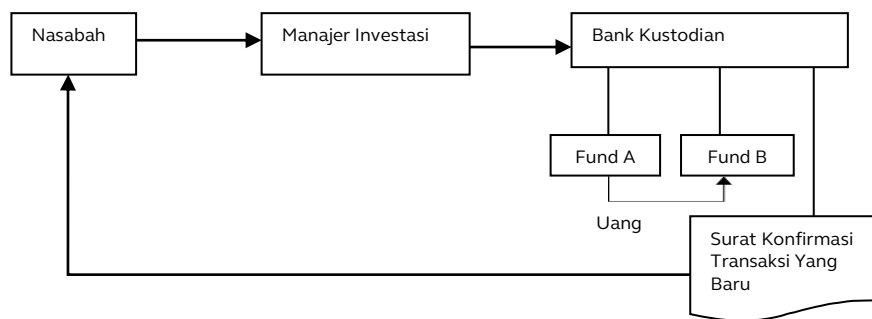 Nasabah
Manajer Investasi
Bank Kustodian
Fund A
Fund B
Uang
Surat Konfirmasi
Transaksi Yang
Baru